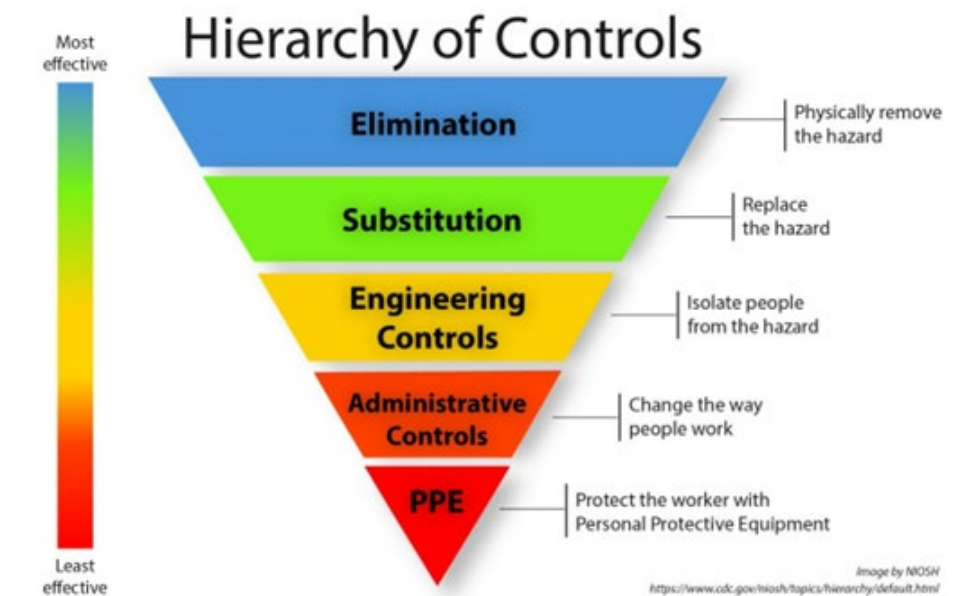 Hierarchy of Controls
Most
effective
Elimination
Physically remove
the hazard
Substitution
Replace
the hazard
Engineering
Controls
Isolate people
from the hazard
Administrative
Controls
Change the way
people work
PPE
Protect the worker with
Personal Protective Equipment
Least
effective
Image by NIOSH
https://www.cdc.gov/niosh/topics/hierarchy/default.html